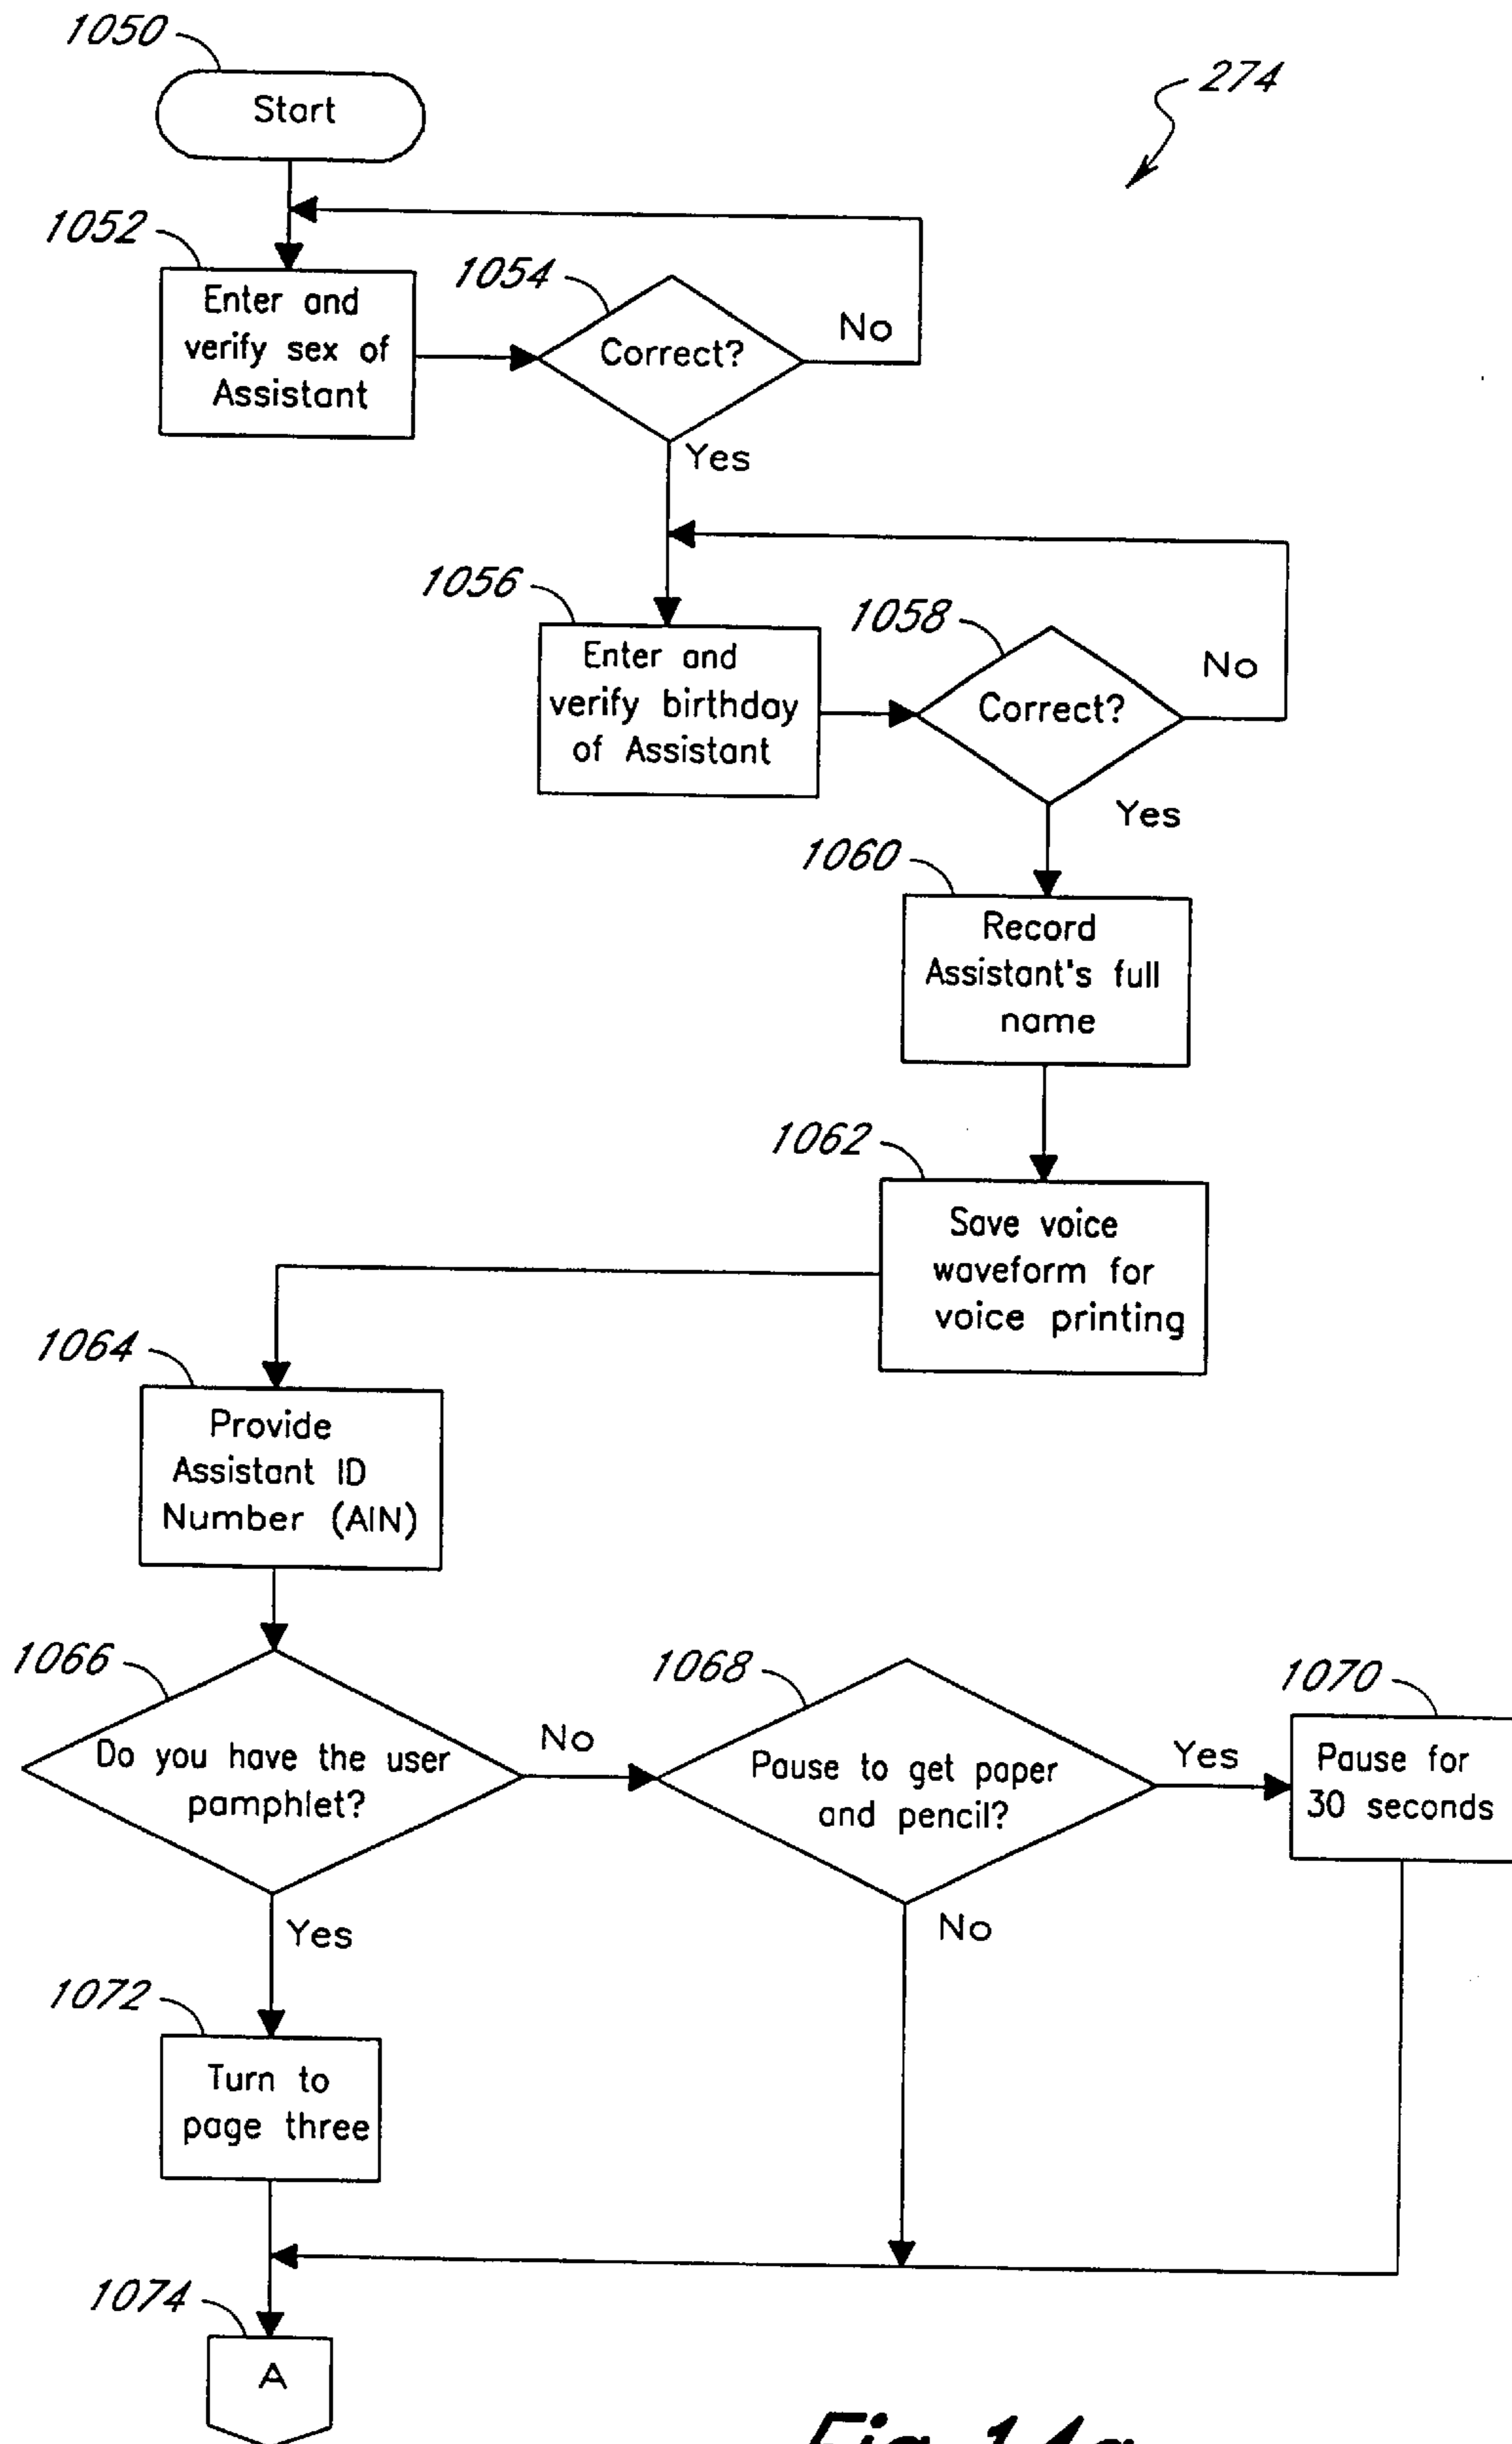 1050
Start
274
1052
Enter and
verify sex of
Assistant
1054
Correct?
No
Yes
1056
Enter and
verify birthday
of Assistant
1058
Correct?
No
Yes
1060
Record
Assistant's full
name
1062
Save voice
waveform for
voice printing
1064
Provide
Assistant ID
Number (AIN)
1066
Do you have the user
pamphlet?
No
1068
Pause to get paper
and pencil?
Yes
1070
Pause for
30 seconds
Yes
No
1072
Turn to
page three
1074
A
Fig. 14a